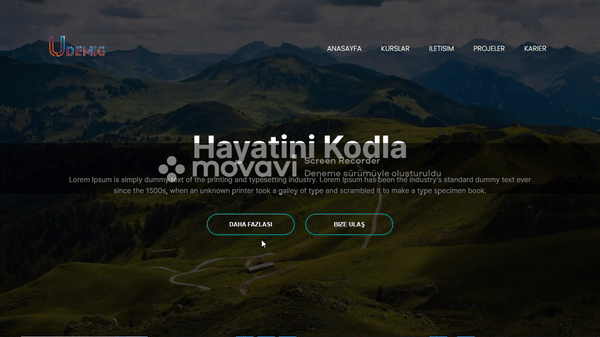 UDEMIG
ANASAYFA KURSLAR ILETISIM PROJELER KARIER
Hayatini Kodla
movavi Screen Recorder
Deneme sürümüyle oluşturuldu
Lorem Ipsum is simply dummy text of the printing and typesetting industry. Lorem Ipsum has been the industry's standard dummy text ever
since the 1500s, when an unknown printer took a galley of type and scrambled it to make a type specimen book.
DAHA FAZLASI BIZE ULAŞ